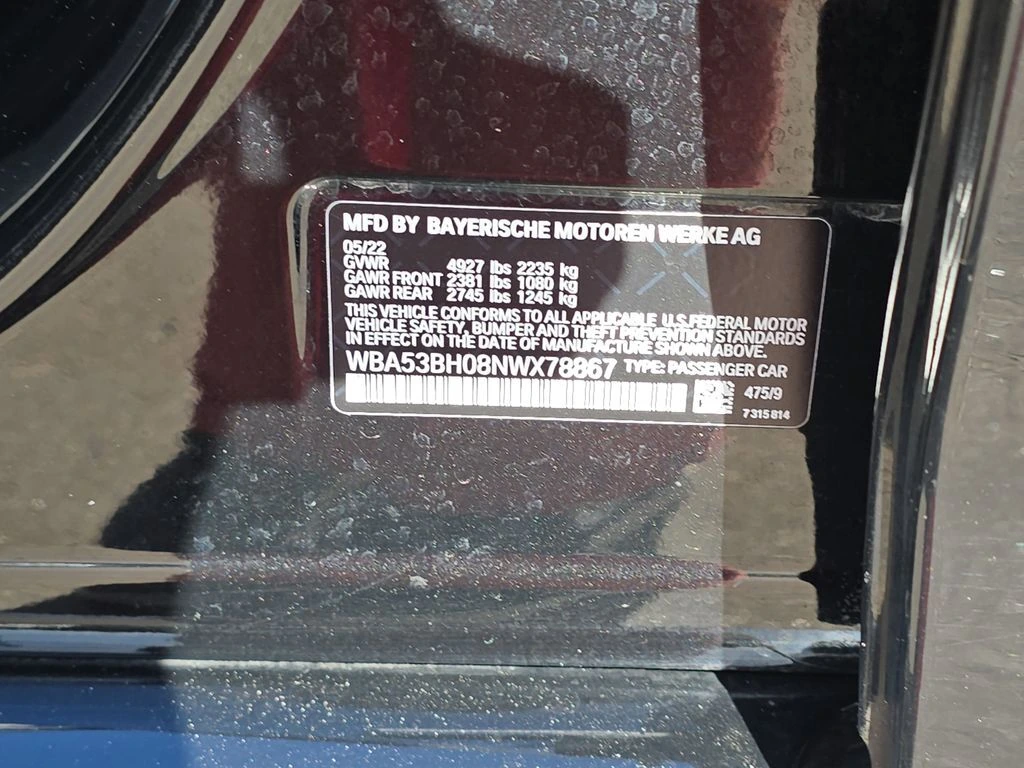 MFD BY BAYERISCHE MOTOREN WERKE AG
05/22
GVWR 4927 lbs 2235 kg
GAWR FRONT 2381 lbs 1080 kg
GAWR REAR 2745 lbs 1245 kg
THIS VEHICLE CONFORMS TO ALL APPLICABLE U.S.FEDERAL MOTOR
VEHICLE SAFETY, BUMPER AND THEFT PREVENTION STANDARDS
IN EFFECT ON THE DATE OF MANUFACTURE SHOWN ABOVE.
WBA53BH08NWX78867 TYPE: PASSENGER CAR
475/9
7315814